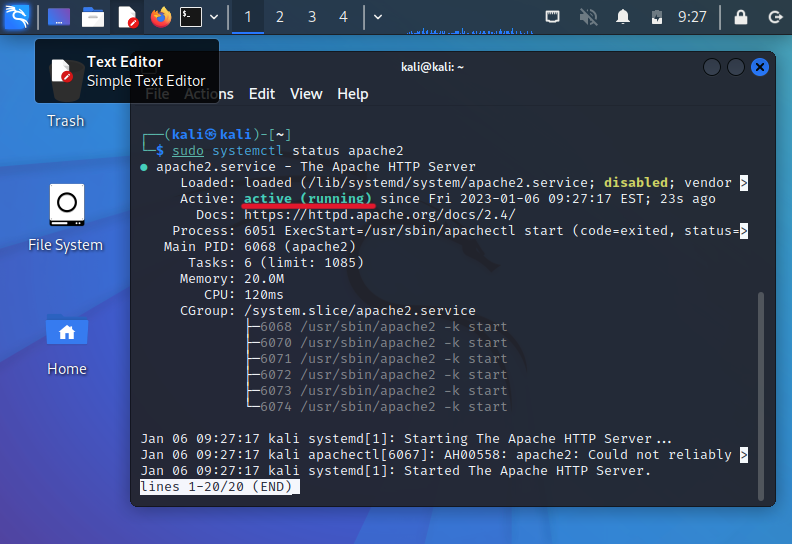 1 2 3 4 9:27
Text Editor
Simple Text Editor
Trash
File System
Home
kali@kali: ~
File Actions Edit View Help
┌──(kali㉿kali)-[~]
└─$ sudo systemctl status apache2
● apache2.service - The Apache HTTP Server
Loaded: loaded (/lib/systemd/system/apache2.service; disabled; vendor >
Active: active (running) since Fri 2023-01-06 09:27:17 EST; 23s ago
Docs: https://httpd.apache.org/docs/2.4/
Process: 6051 ExecStart=/usr/sbin/apachectl start (code=exited, status=>
Main PID: 6068 (apache2)
Tasks: 6 (limit: 1085)
Memory: 20.0M
CPU: 120ms
CGroup: /system.slice/apache2.service
├─6068 /usr/sbin/apache2 -k start
├─6070 /usr/sbin/apache2 -k start
├─6071 /usr/sbin/apache2 -k start
├─6072 /usr/sbin/apache2 -k start
├─6073 /usr/sbin/apache2 -k start
└─6074 /usr/sbin/apache2 -k start
Jan 06 09:27:17 kali systemd[1]: Starting The Apache HTTP Server...
Jan 06 09:27:17 kali apachectl[6067]: AH00558: apache2: Could not reliably >
Jan 06 09:27:17 kali systemd[1]: Started The Apache HTTP Server.
lines 1-20/20 (END)